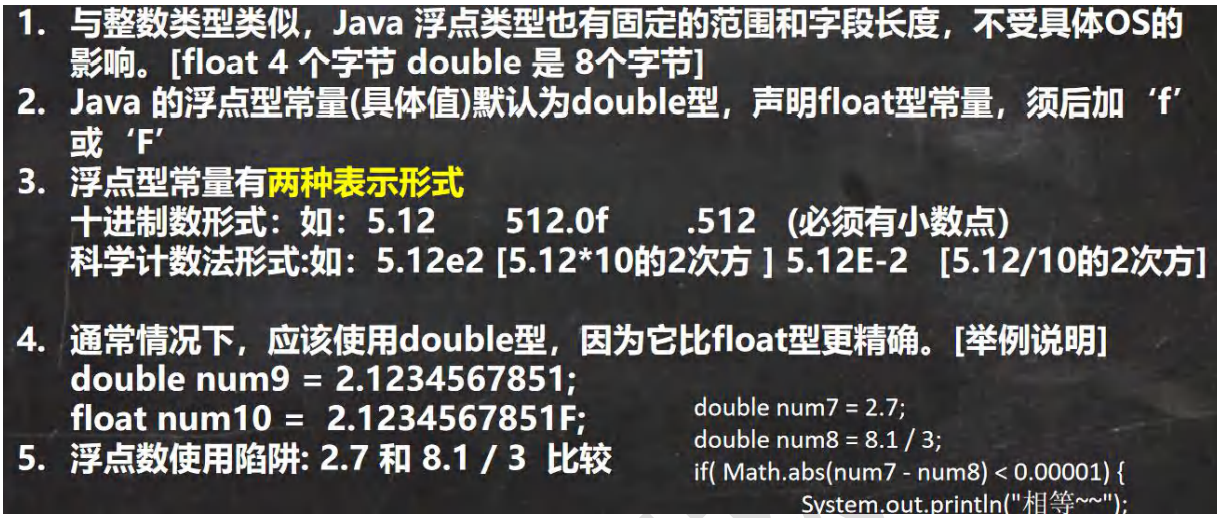 1. 与整数类型类似，Java 浮点类型也有固定的范围和字段长度，不受具体OS的
影响。[float 4 个字节 double 是 8个字节]
2. Java 的浮点型常量(具体值)默认为double型，声明float型常量，须后加‘f’
或‘F’
3. 浮点型常量有两种表示形式
十进制数形式：如：5.12 512.0f .512 (必须有小数点）
科学计数法形式:如：5.12e2 [5.12*10的2次方 ] 5.12E-2 [5.12/10的2次方]
4. 通常情况下，应该使用double型，因为它比float型更精确。[举例说明]
double num9 = 2.1234567851;
float num10 = 2.1234567851F;
5. 浮点数使用陷阱: 2.7 和 8.1 / 3 比较
double num7 = 2.7;
double num8 = 8.1 / 3;
if( Math.abs(num7 - num8) < 0.00001) {
System.out.println("相等~~");